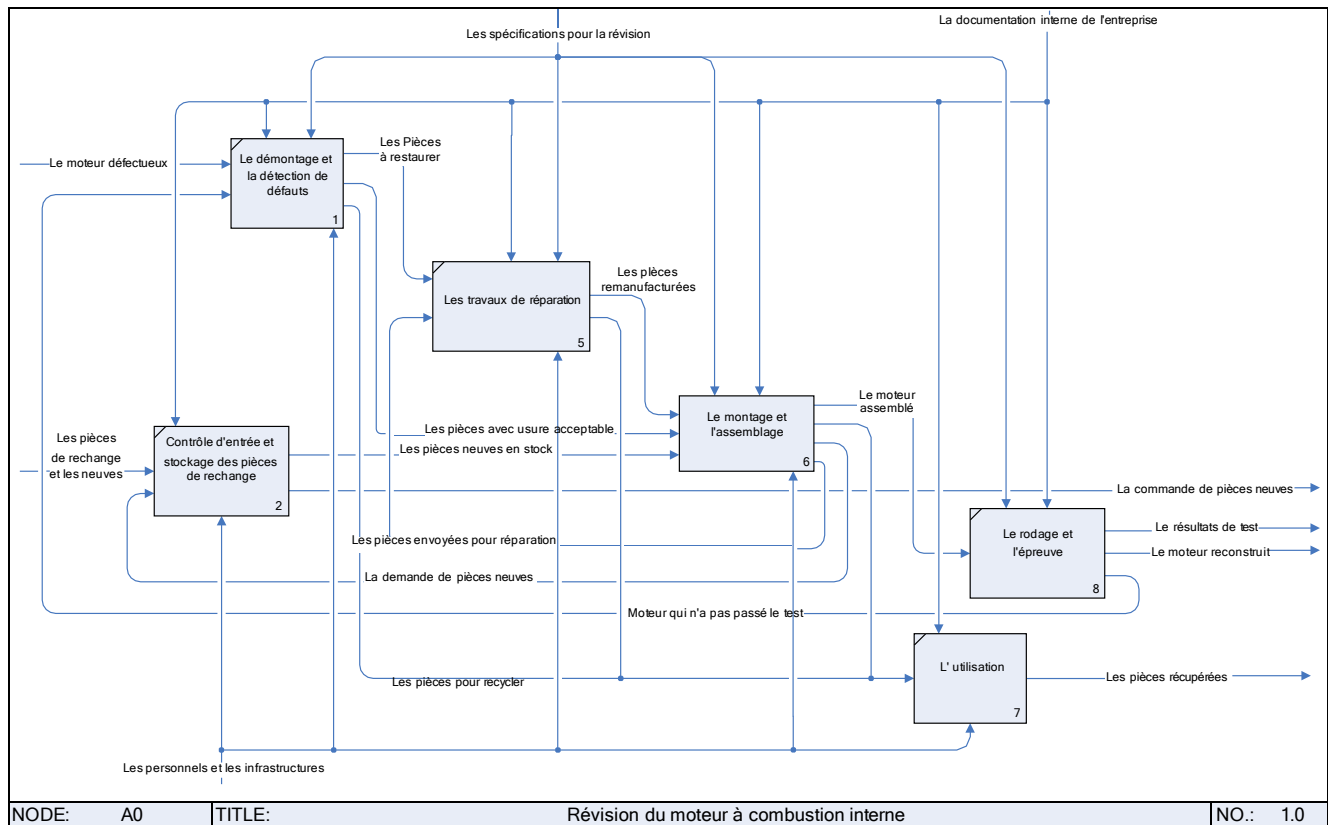 La documentation interne de l'entreprise
Les spécifications pour la révision
Les Pièces
à restaurer
Le moteur défectueux
Le démontage et
la détection de
défauts
1
Les travaux de réparation
5
Les plèces
remanufacturées
Le moteur
assemblé
Le montage et
l'assemblage
6
Les pièces avec usure acceptable
Les pièces neuves en stock
Les pièces
de rechange
et les neuves
Contrôle d'entrée et
stockage des pièces
de rechange
2
La commande de pièces neuves
Le rodage et
l'épreuve
8
Le résultats de test
Le moteur reconstruit
Les pièces envoyées pour réparation
La demande de pièces neuves
Moteur qui n'a pas passé le test
L' utilisation
7
Les pièces pour recycler
Les pièces récupérées
Les personnels et les infrastructures
NODE: A0 TITLE: Révision du moteur à combustion interne NO.: 1.0